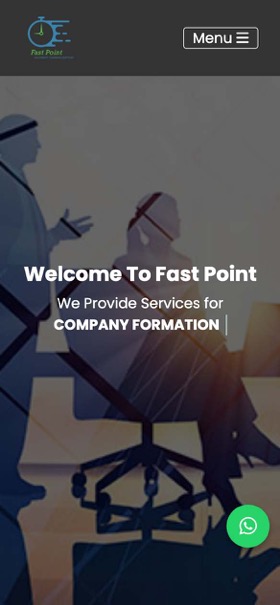 Fast Point
Menu
Welcome To Fast Point
We Provide Services for
COMPANY FORMATION